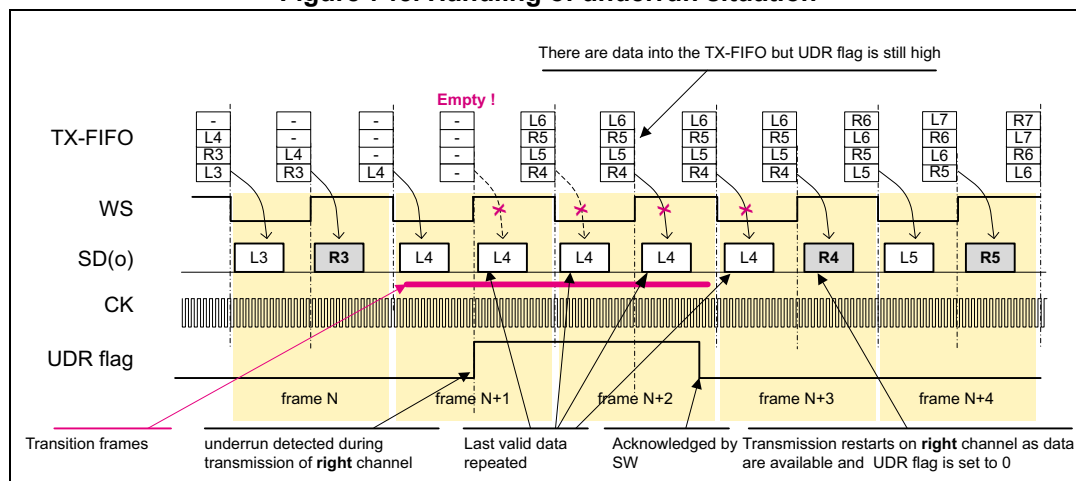 Figure Handling of underrun situation
There are data into the TX-FIFO but UDR flag is still high
Empty !
TX-FIFO
- - - - L6 L6 L6 L6 R6 L7 R7
L4 - - - R5 R5 R5 R5 L6 R6 L7
R3 L4 - - L5 L5 L5 L5 R5 L6 R6
L3 R3 L4 - R4 R4 R4 R4 L5 R5 L6
WS
SD(o) L3 R3 L4 L4 L4 L4 L4 R4 L5 R5
CK
UDR flag
frame N frame N+1 frame N+2 frame N+3 frame N+4
Transition frames
underrun detected during
transmission of right channel
Last valid data
repeated
Acknowledged by
SW
Transmission restarts on right channel as data
are available and UDR flag is set to 0